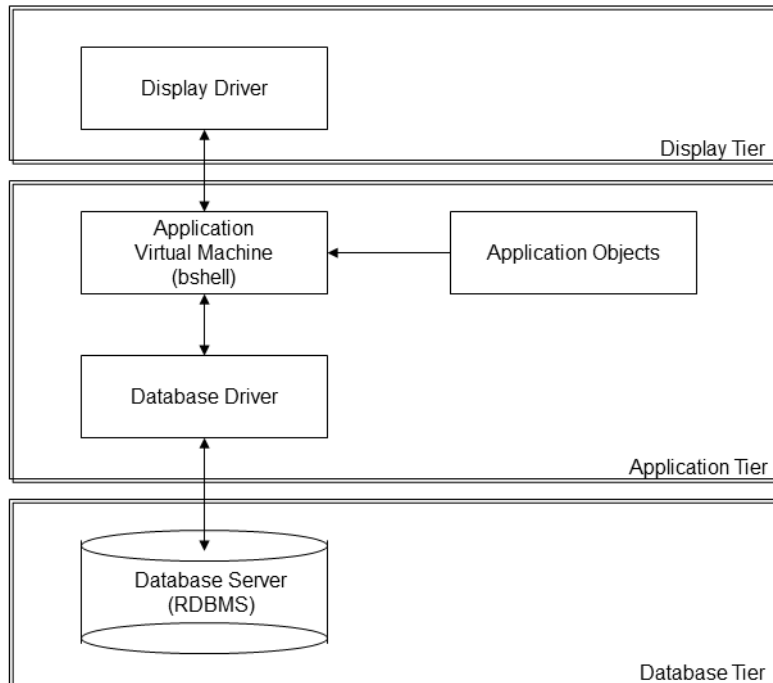 Display Driver
Display Tier
Application
Virtual Machine
(bshell)
Application Objects
Database Driver
Application Tier
Database Server
(RDBMS)
Database Tier